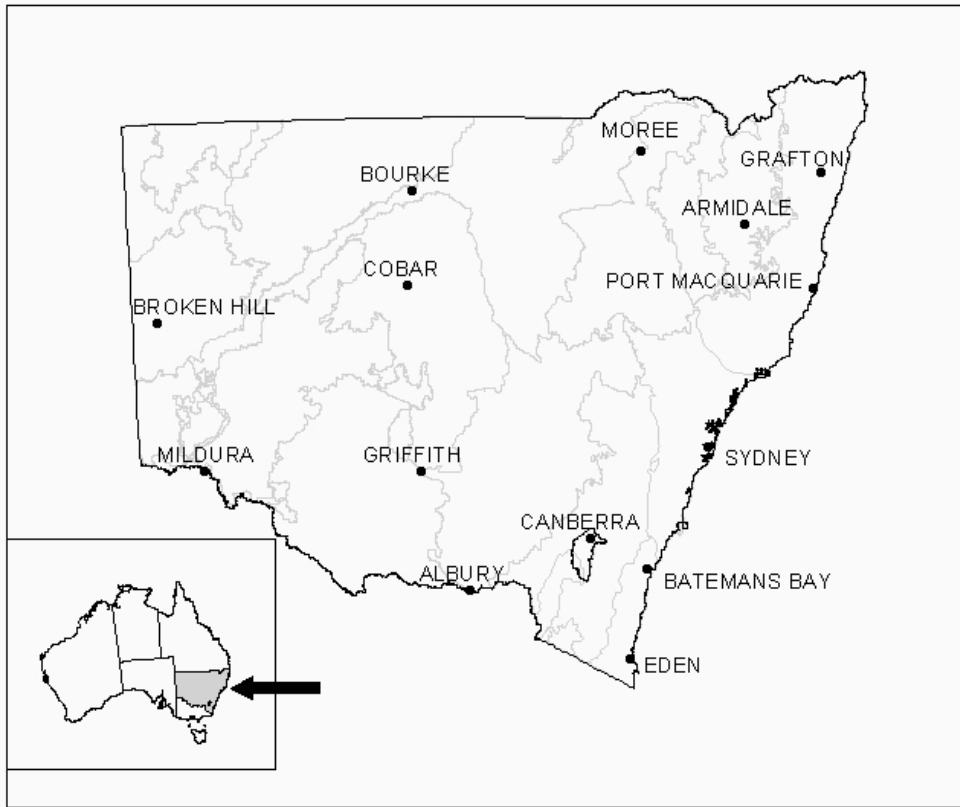 MOREE
GRAFTON
BOURKE
ARMIDALE
COBAR
PORT MACQUARIE
BROKEN HILL
MILDURA
GRIFFITH
SYDNEY
CANBERRA
ALBURY
BATEMANS BAY
EDEN